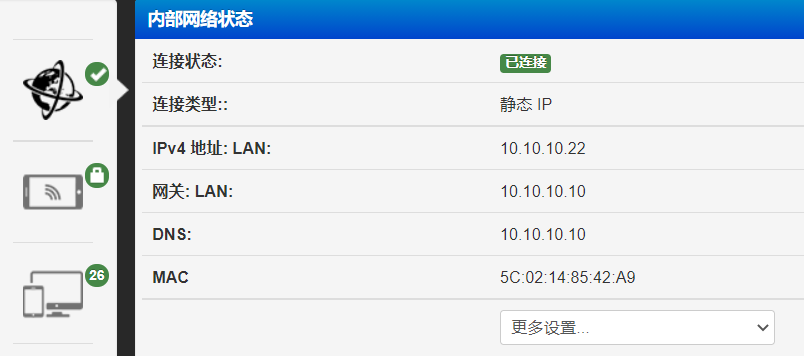 内部网络状态
连接状态: 已连接
连接类型:: 静态 IP
IPv4 地址: LAN: 10.10.10.22
网关: LAN: 10.10.10.10
DNS: 10.10.10.10
26
MAC 5C:02:14:85:42:A9
更多设置...